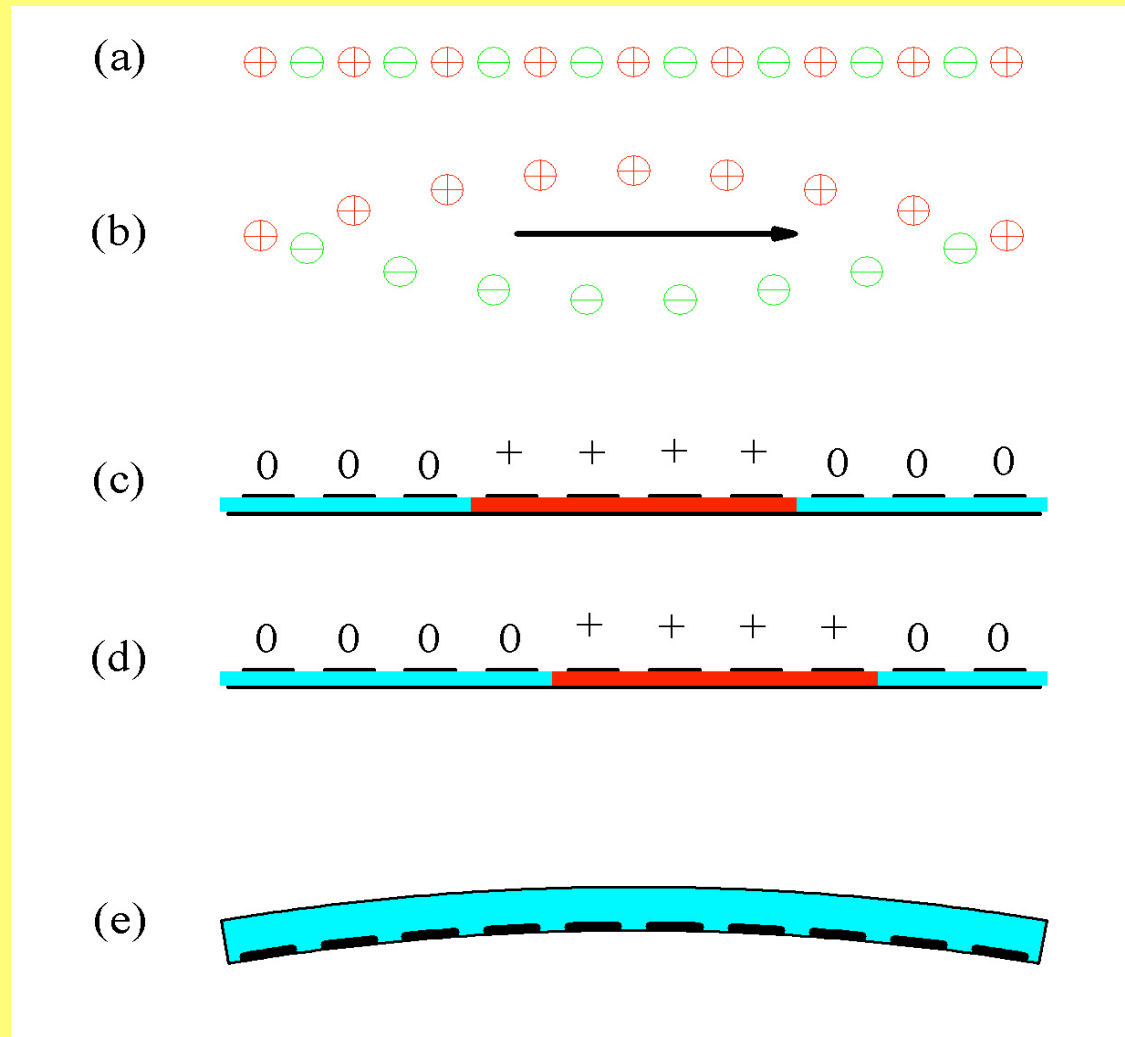 (a) + − + − + − + − + − + − + − + − +
(b) + + + + + + + + + − − − − − − − −
(c) 0 0 0 + + + + 0 0 0
(d) 0 0 0 0 + + + + 0 0
(e)